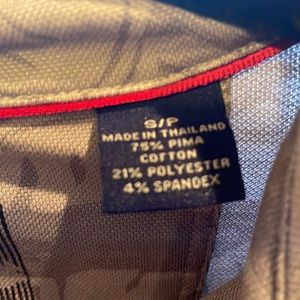 S/P
MADE IN THAILAND
75% PIMA
COTTON
21% POLYESTER
4% SPANDEX